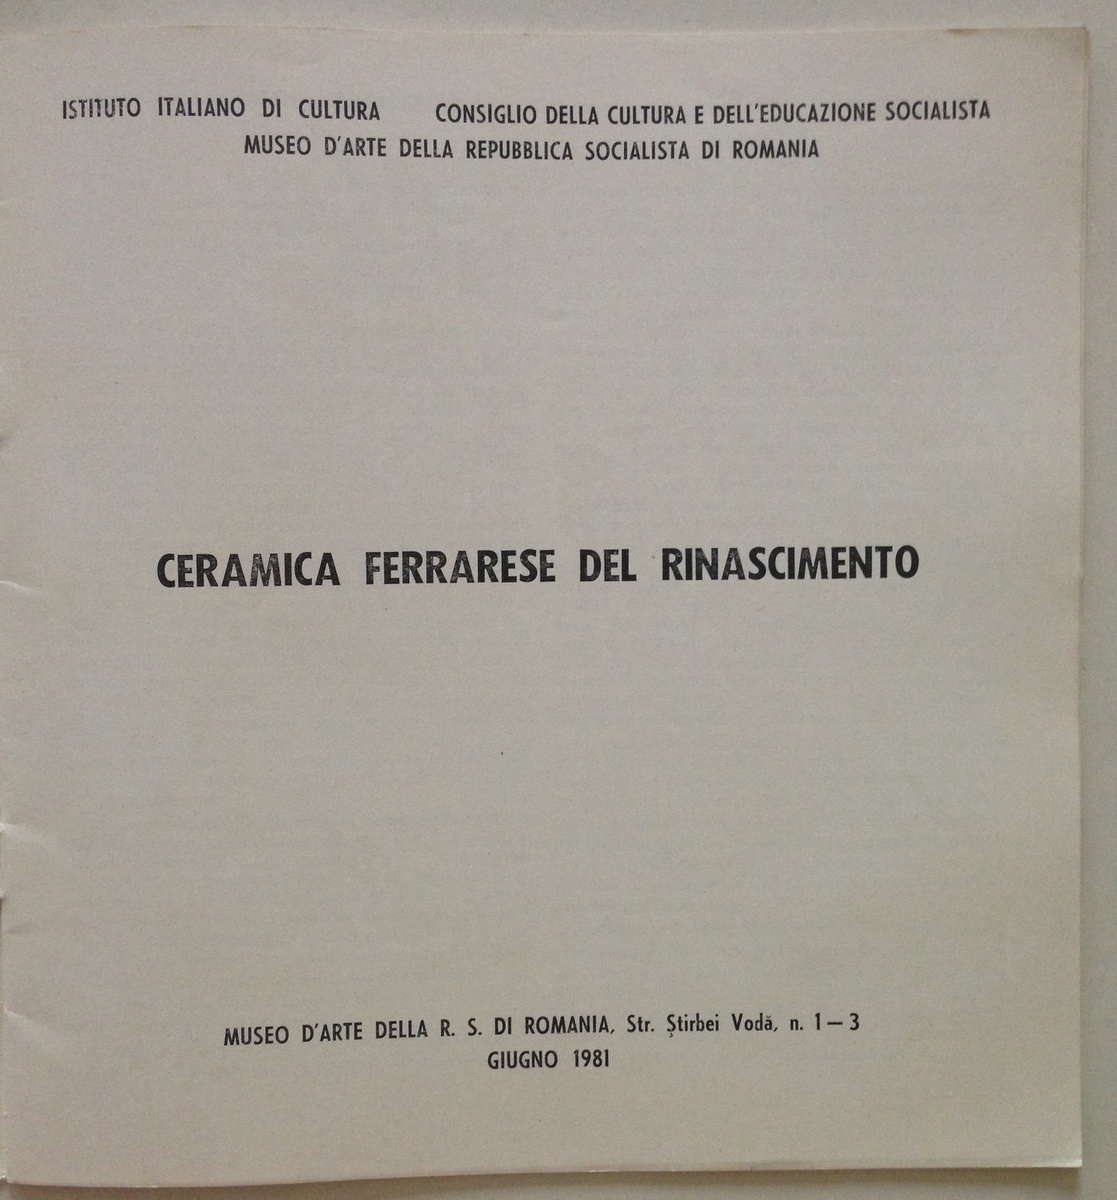 ISTITUTO ITALIANO DI CULTURA CONSIGLIO DELLA CULTURA E DELL'EDUCAZIONE SOCIALISTA
MUSEO D'ARTE DELLA REPUBBLICA SOCIALISTA DI ROMANIA
CERAMICA FERRARESE DEL RINASCIMENTO
MUSEO D'ARTE DELLA R. S. DI ROMANIA, Str. Știrbei Vodă, n. 1 — 3
GIUGNO 1981